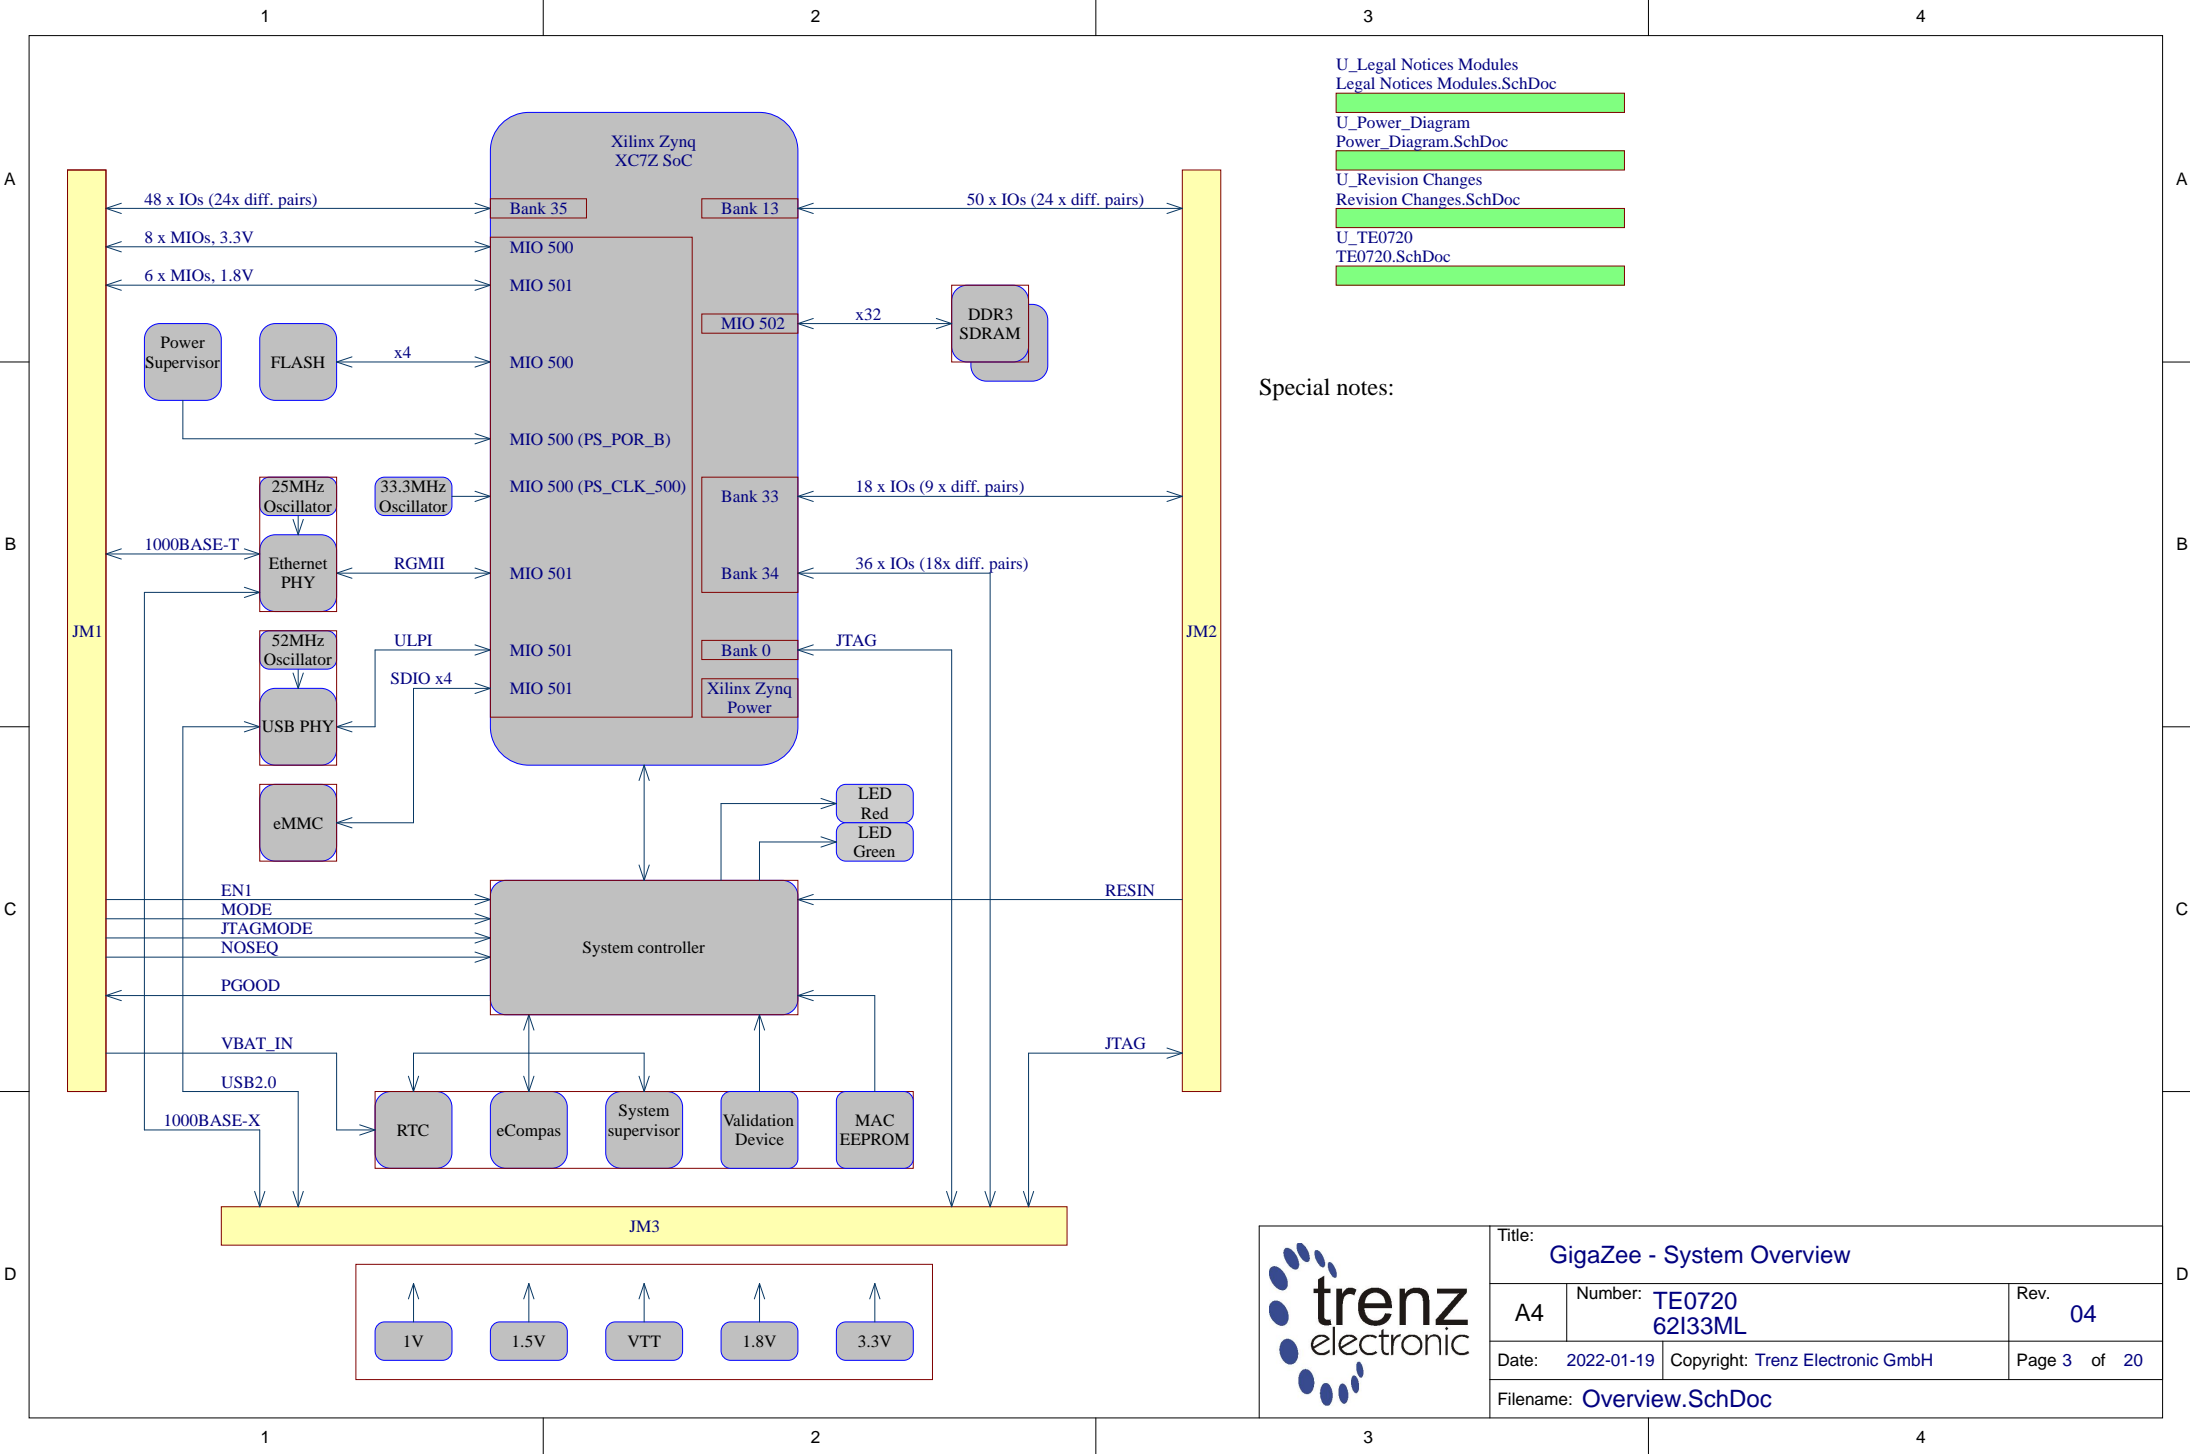 1
2
3
4
A
B
C
D
A
B
C
D
Xilinx Zynq
XC7Z SoC
48 x IOs (24x diff. pairs)
Bank 35
Bank 13
50 x IOs (24 x diff. pairs)
8 x MIOs, 3.3V
MIO 500
6 x MIOs, 1.8V
MIO 501
MIO 502
x32
DDR3
SDRAM
Power
Supervisor
FLASH
x4
MIO 500
MIO 500 (PS_POR_B)
25MHz
Oscillator
33.3MHz
Oscillator
MIO 500 (PS_CLK_500)
Bank 33
18 x IOs (9 x diff. pairs)
1000BASE-T
Ethernet
PHY
RGMII
MIO 501
Bank 34
36 x IOs (18x diff. pairs)
JM1
JM2
52MHz
Oscillator
ULPI
MIO 501
Bank 0
JTAG
SDIO x4
MIO 501
Xilinx Zynq
Power
USB PHY
eMMC
LED
Red
LED
Green
EN1
MODE
JTAGMODE
NOSEQ
PGOOD
System controller
RESIN
VBAT_IN
JTAG
USB2.0
1000BASE-X
RTC
eCompas
System
supervisor
Validation
Device
MAC
EEPROM
JM3
1V
1.5V
VTT
1.8V
3.3V
U_Legal Notices Modules
Legal Notices Modules.SchDoc
U_Power_Diagram
Power_Diagram.SchDoc
U_Revision Changes
Revision Changes.SchDoc
U_TE0720
TE0720.SchDoc
Special notes:
trenz
electronic
Title:
GigaZee - System Overview
A4
Number: TE0720
62I33ML
Rev.
04
Date: 2022-01-19
Copyright: Trenz Electronic GmbH
Page 3 of 20
Filename: Overview.SchDoc
1
2
3
4